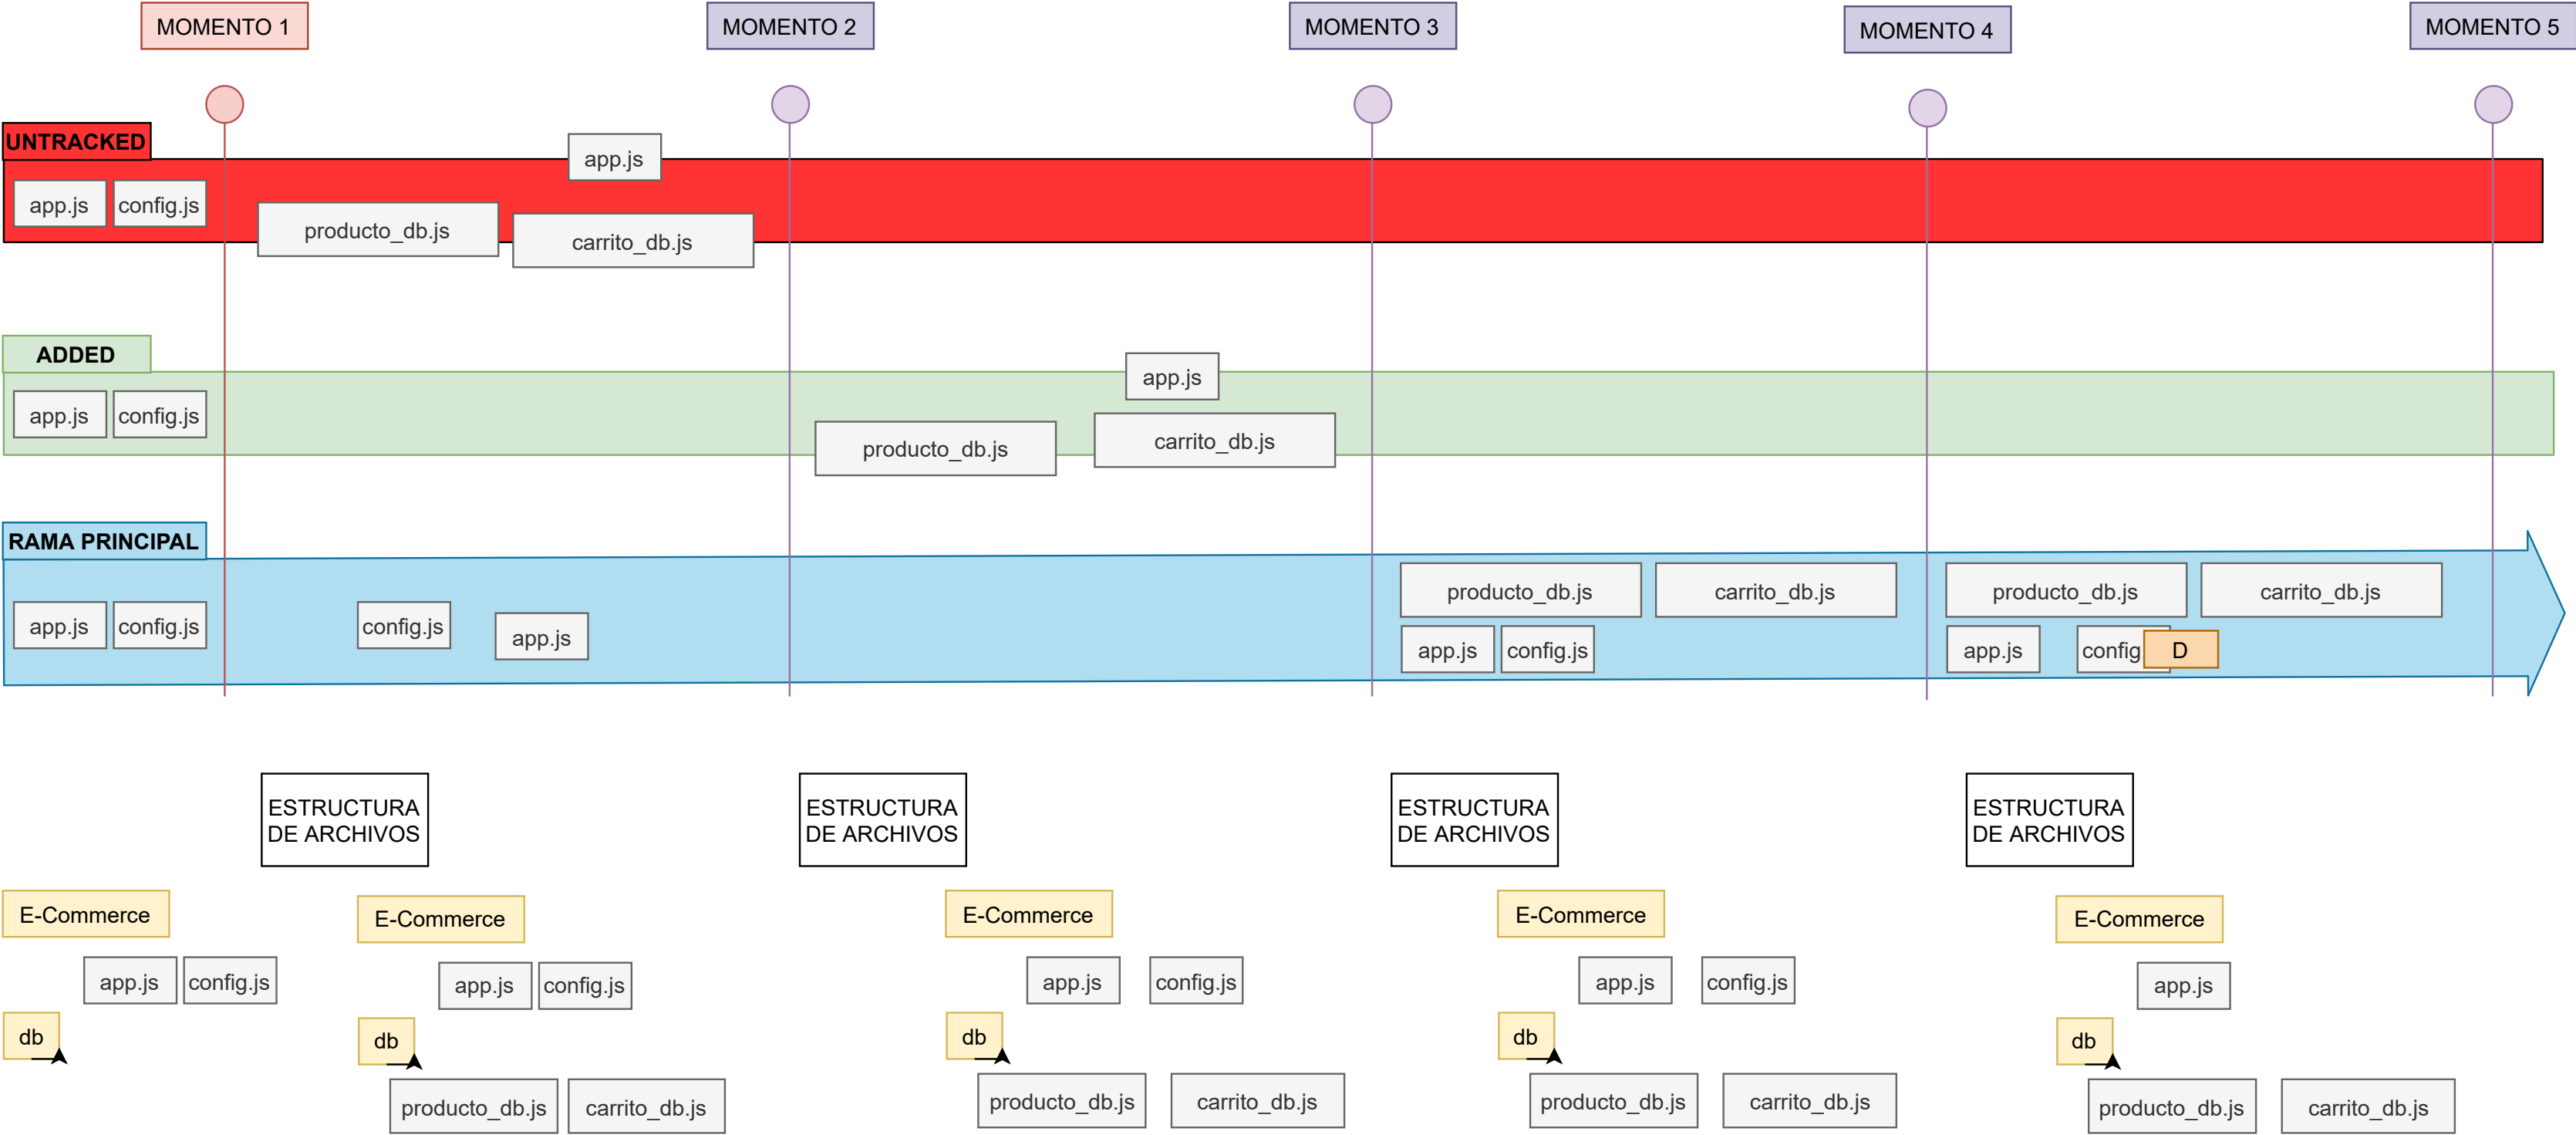 MOMENTO 1
MOMENTO 2
MOMENTO 3
MOMENTO 4
MOMENTO 5
UNTRACKED
app.js
app.js
config.js
producto_db.js
carrito_db.js
ADDED
app.js
app.js
config.js
producto_db.js
carrito_db.js
RAMA PRINCIPAL
app.js
config.js
config.js
app.js
producto_db.js
carrito_db.js
app.js
config.js
producto_db.js
carrito_db.js
app.js
config.
D
ESTRUCTURA
DE ARCHIVOS
ESTRUCTURA
DE ARCHIVOS
ESTRUCTURA
DE ARCHIVOS
ESTRUCTURA
DE ARCHIVOS
E-Commerce
app.js
config.js
db
E-Commerce
app.js
config.js
db
producto_db.js
carrito_db.js
E-Commerce
app.js
config.js
db
producto_db.js
carrito_db.js
E-Commerce
app.js
config.js
db
producto_db.js
carrito_db.js
E-Commerce
app.js
db
producto_db.js
carrito_db.js